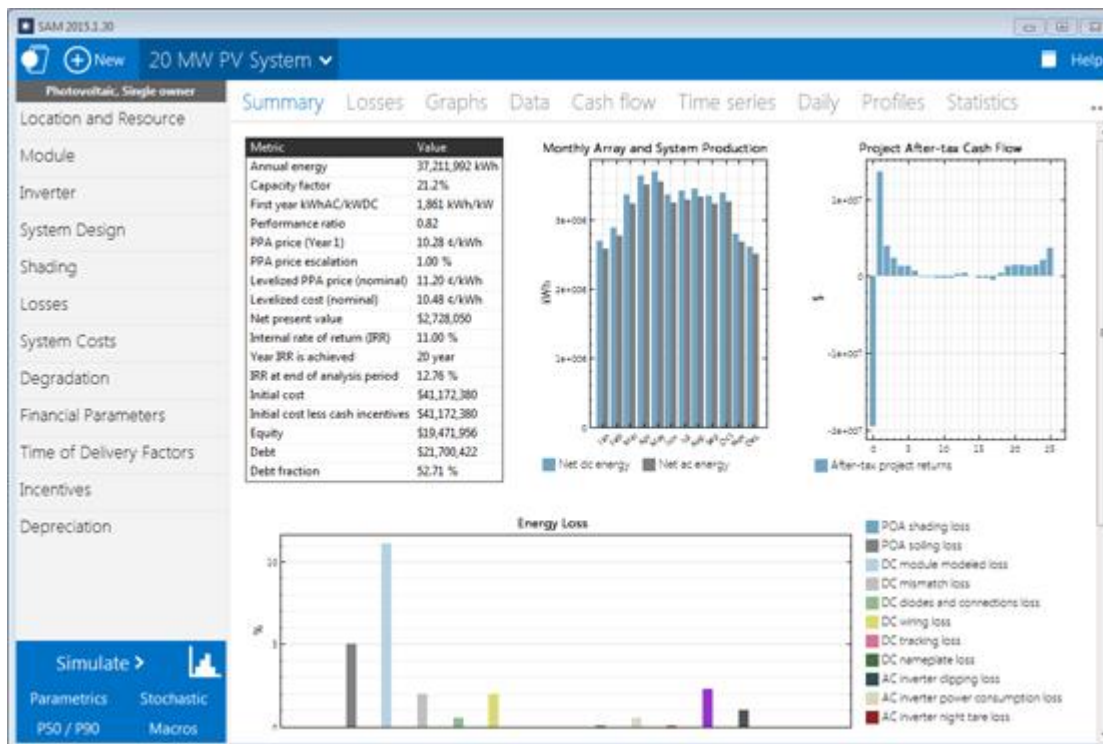 SAM 2015.1.30
New
20 MW PV System
Help
Photovoltaic, Single owner
Location and Resource
Module
Inverter
System Design
Shading
Losses
System Costs
Degradation
Financial Parameters
Time of Delivery Factors
Incentives
Depreciation
Simulate >
Parametrics Stochastic
P50 / P90 Macros
Summary Losses Graphs Data Cash flow Time series Daily Profiles Statistics ...
Metric Value
Annual energy 37,211,992 kWh
Capacity factor 21.2%
First year kWhAC/kWDC 1,861 kWh/kW
Performance ratio 0.82
PPA price (Year 1) 10.28 ¢/kWh
PPA price escalation 1.00 %
Levelized PPA price (nominal) 11.20 ¢/kWh
Levelized cost (nominal) 10.48 ¢/kWh
Net present value $2,728,050
Internal rate of return (IRR) 11.00 %
Year IRR is achieved 20 year
IRR at end of analysis period 12.76 %
Initial cost $41,172,380
Initial cost less cash incentives $41,172,380
Equity $19,471,956
Debt $21,700,422
Debt fraction 52.71 %
Monthly Array and System Production
kWh
3e+006
2e+006
1e+006
0
Net dc energy Net ac energy
Project After-tax Cash Flow
$
1e+007
0
-1e+007
-2e+007
0 5 10 15 20 25
After-tax project returns
Energy Loss
%
10
5
0
POA shading loss
POA soiling loss
DC module modeled loss
DC mismatch loss
DC diodes and connections loss
DC wiring loss
DC tracking loss
DC nameplate loss
AC inverter clipping loss
AC inverter power consumption loss
AC inverter night tare loss